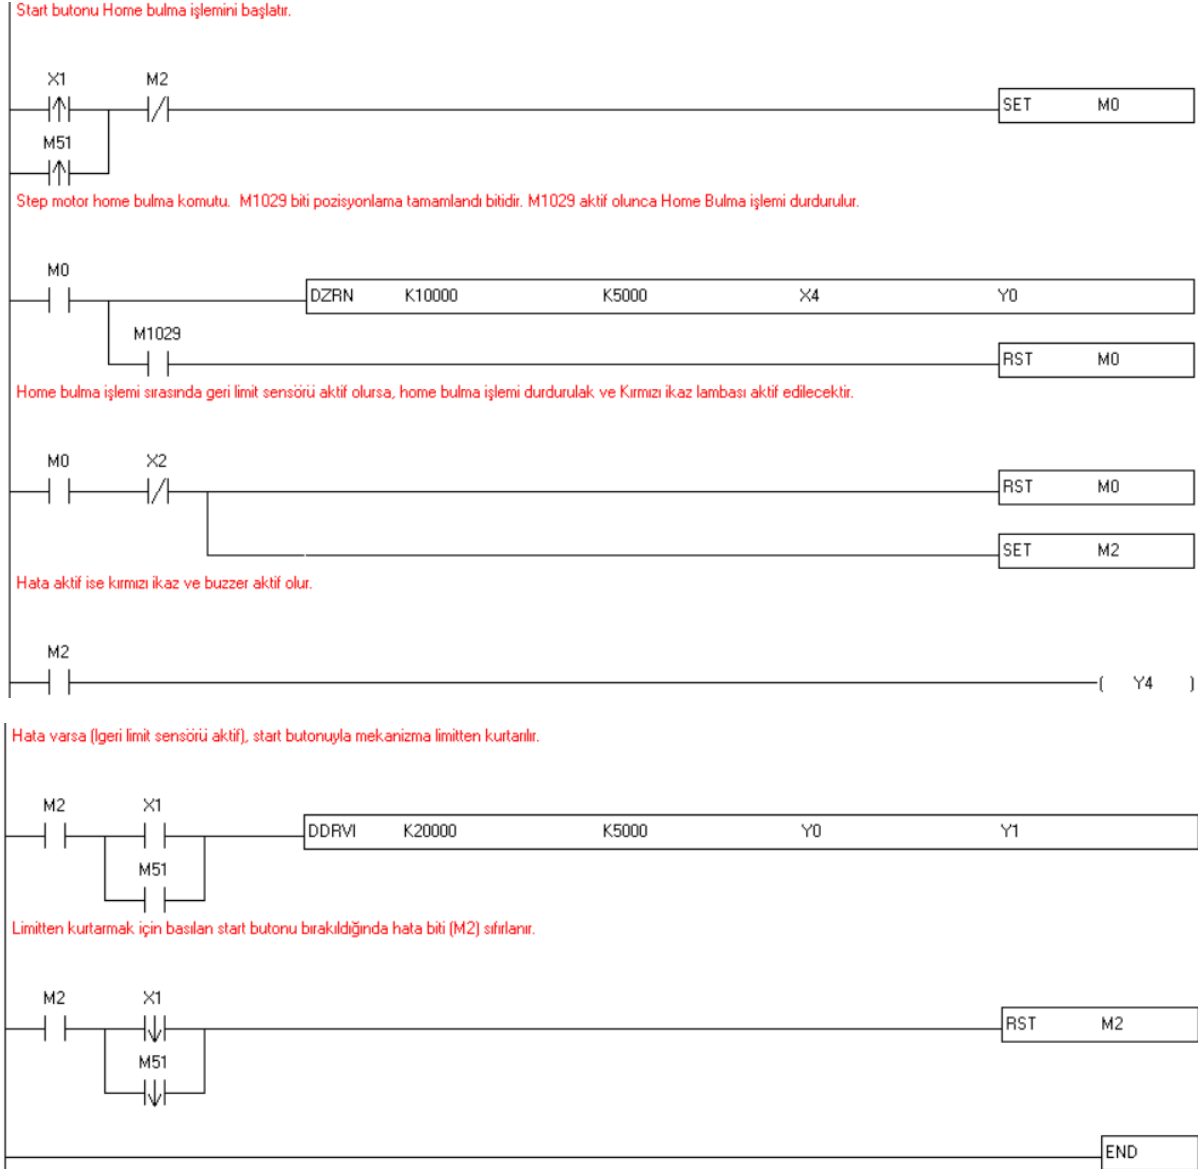 Start butonu Home bulma işlemini başlatır.
X1 M2
SET M0
M51
Step motor home bulma komutu. M1029 biti pozisyonlama tamamlandı bitidir. M1029 aktif olunca Home Bulma işlemi durdurulur.
M0
DZRN K10000 K5000 X4 Y0
M1029
RST M0
Home bulma işlemi sırasında geri limit sensörü aktif olursa, home bulma işlemi durdurulak ve Kırmızı ikaz lambası aktif edilecektir.
M0 X2
RST M0
SET M2
Hata aktif ise kırmızı ikaz ve buzzer aktif olur.
M2
( Y4 )
Hata varsa (Igeri limit sensörü aktif), start butonuyla mekanizma limitten kurtarılır.
M2 X1
DDRVI K20000 K5000 Y0 Y1
M51
Limitten kurtarmak için basılan start butonu bırakıldığında hata biti (M2) sıfırlanır.
M2 X1
RST M2
M51
END